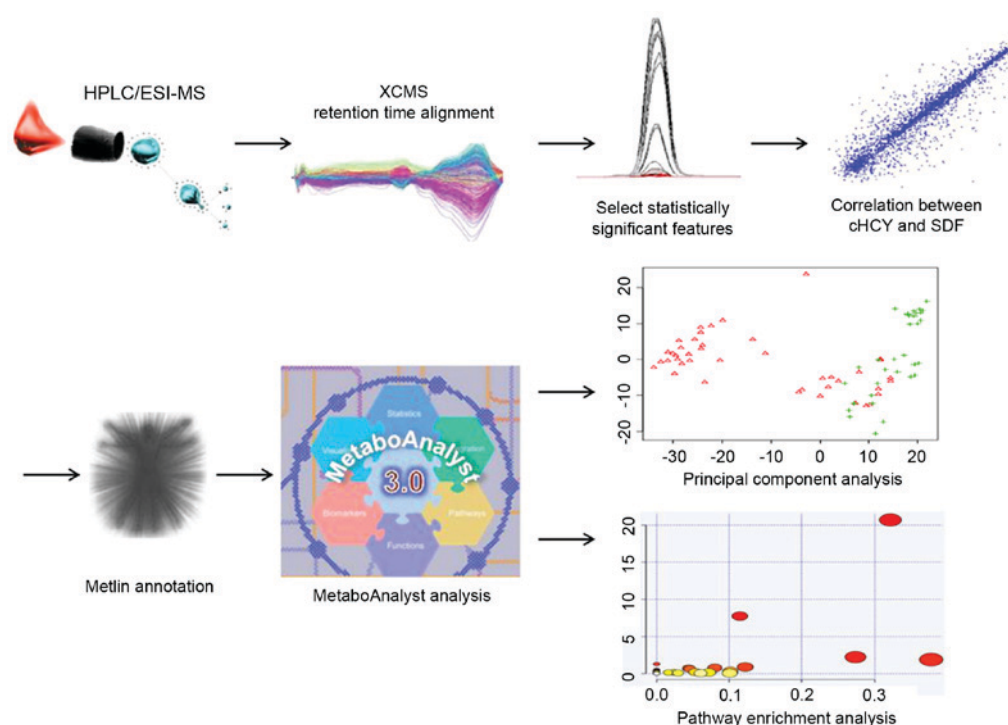 HPLC/ESI-MS
XCMS
retention time alignment
Select statistically
significant features
Correlation between
cHCY and SDF
Metlin annotation
Statistics
MetaboAnalyst
3.0
Biomarkers
Pathways
Functions
MetaboAnalyst analysis
20
10
0
-10
-20
-30
-20
-10
0
10
20
Principal component analysis
20
15
10
5
0
0.0
0.1
0.2
0.3
Pathway enrichment analysis